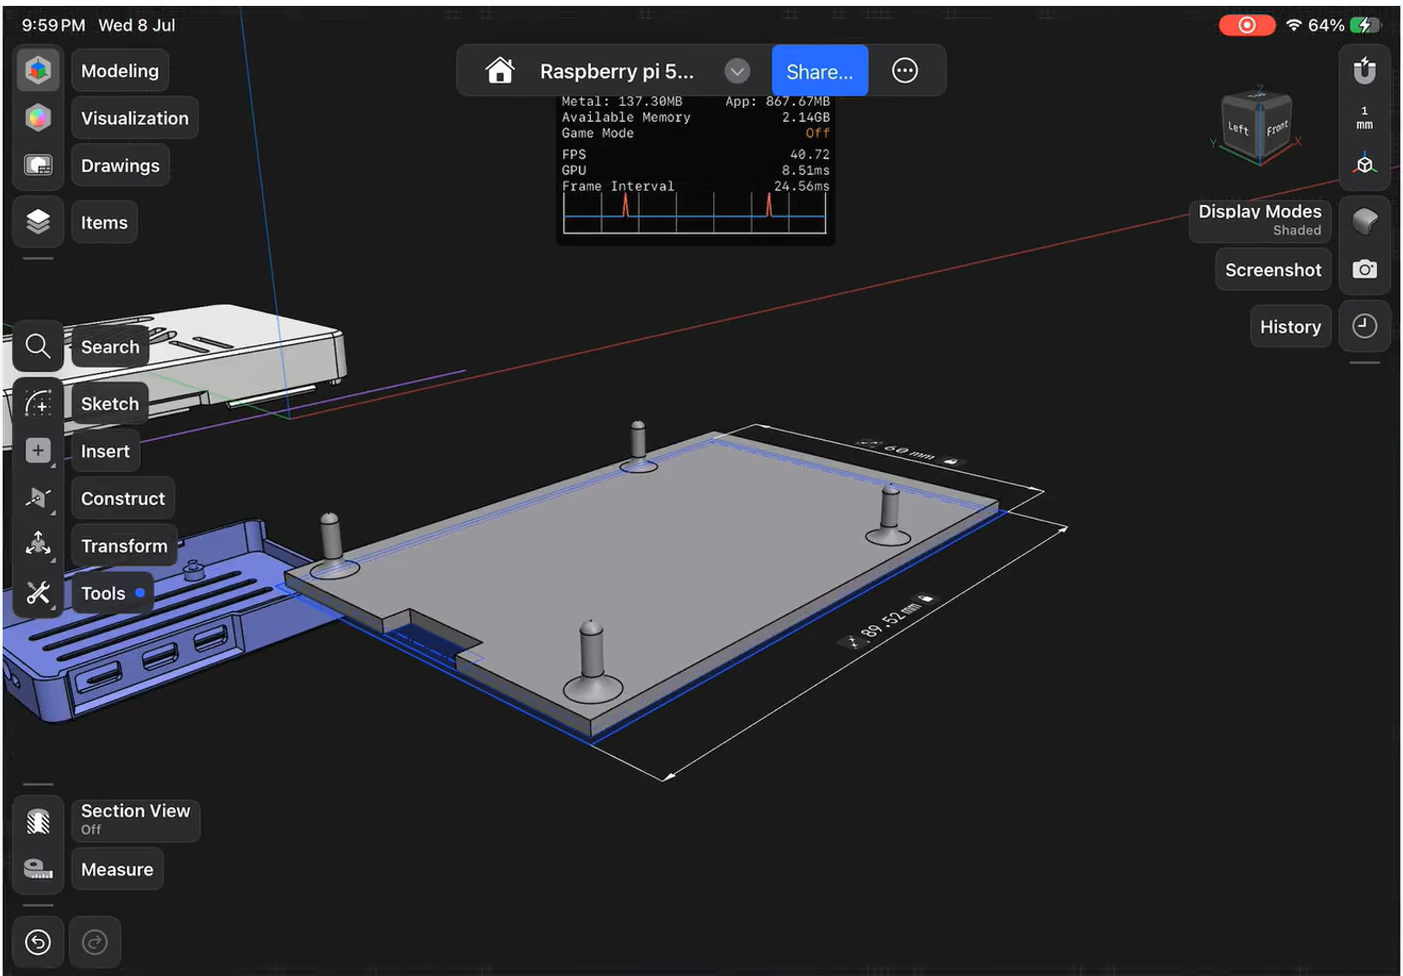 9:59 PM Wed 8 Jul
64%
Modeling
Visualization
Drawings
Items
Search
Sketch
Insert
Construct
Transform
Tools
Section View
Off
Measure
Raspberry pi 5...
Share...
Metal: 137.30MB App: 867.67MB
Available Memory 2.14GB
Game Mode Off
FPS 40.72
GPU 8.51ms
Frame Interval 24.56ms
Left
Front
Z
Y
X
1
mm
Display Modes
Shaded
Screenshot
History
60 mm
89.52 mm